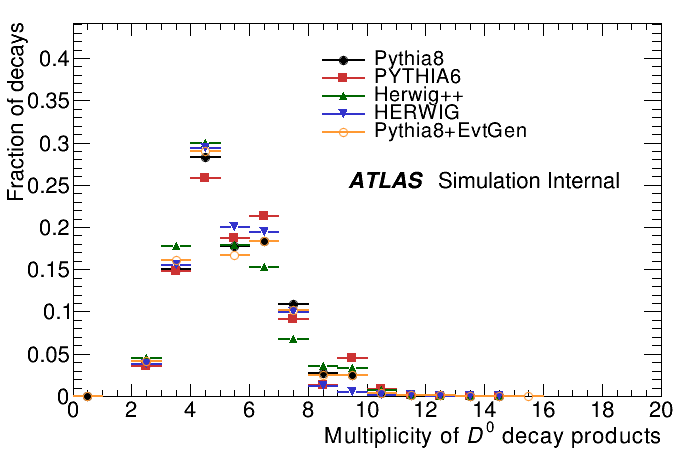 Fraction of decays
0.4
0.35
0.3
0.25
0.2
0.15
0.1
0.05
0
Pythia8
PYTHIA6
Herwig++
HERWIG
Pythia8+EvtGen
ATLAS Simulation Internal
0 2 4 6 8 10 12 14 16 18 20
Multiplicity of D⁰ decay products